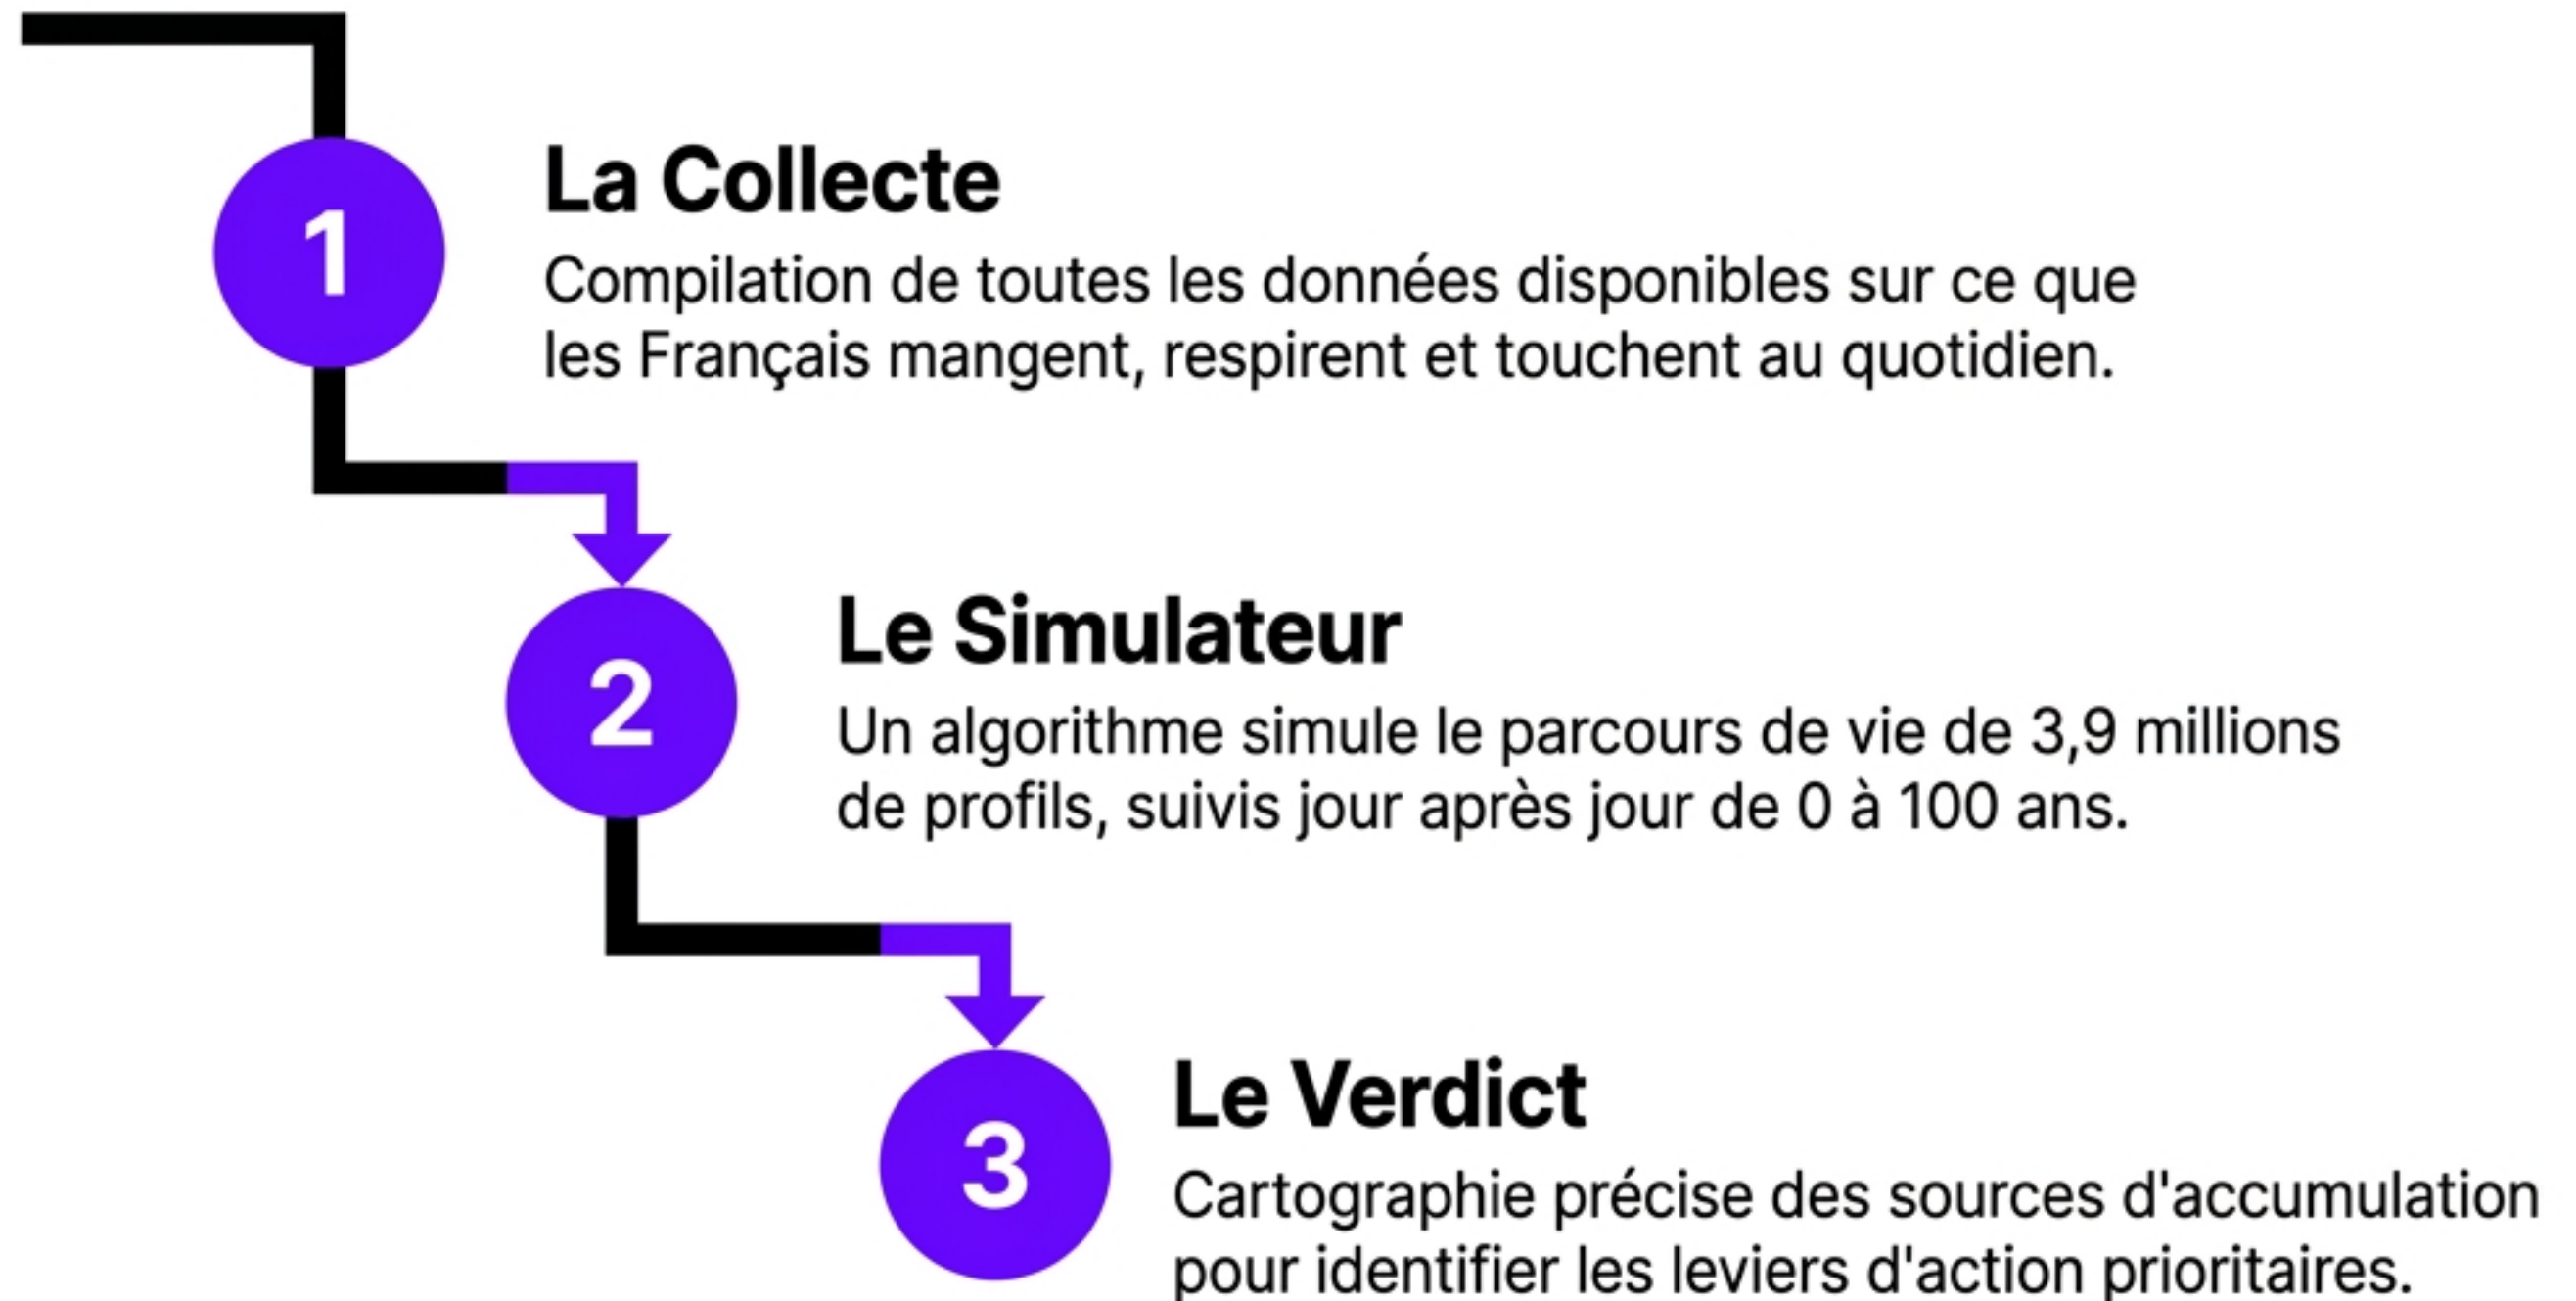 1
La Collecte
Compilation de toutes les données disponibles sur ce que
les Français mangent, respirent et touchent au quotidien.
2
Le Simulateur
Un algorithme simule le parcours de vie de 3,9 millions
de profils, suivis jour après jour de 0 à 100 ans.
3
Le Verdict
Cartographie précise des sources d'accumulation
pour identifier les leviers d'action prioritaires.